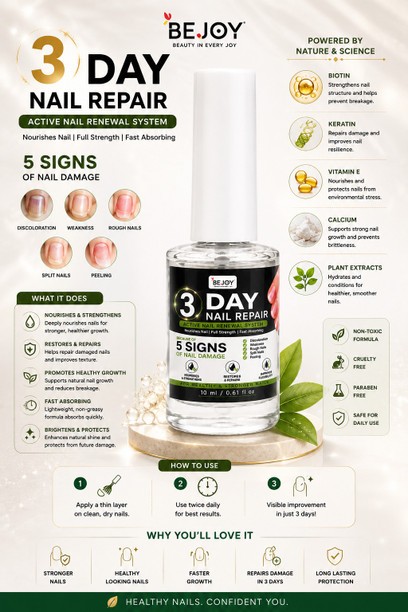 BEJOY
BEAUTY IN EVERY JOY
3 DAY
NAIL REPAIR
ACTIVE NAIL RENEWAL SYSTEM
Nourishes Nail | Full Strength | Fast Absorbing
5 SIGNS
OF NAIL DAMAGE
DISCOLORATION
WEAKNESS
ROUGH NAILS
SPLIT NAILS
PEELING
POWERED BY
NATURE & SCIENCE
BIOTIN
Strengthens nail
structure and helps
prevent breakage.
KERATIN
Repairs damage and
improves nail
resilience.
VITAMIN E
Nourishes and
protects nails from
environmental stress.
CALCIUM
Supports strong nail
growth and prevents
brittleness.
PLANT EXTRACTS
Hydrates and
conditions for
healthier, smoother
nails.
WHAT IT DOES
NOURISHES & STRENGTHENS
Deeply nourishes nails for
stronger, healthier growth.
RESTORES & REPAIRS
Helps repair damaged nails
and improves texture.
PROMOTES HEALTHY GROWTH
Supports natural nail growth
and reduces breakage.
FAST ABSORBING
Lightweight, non-greasy
formula absorbs quickly.
BRIGHTENS & PROTECTS
Enhances natural shine and
protects from future damage.
BEJOY
3 DAY
NAIL REPAIR
ACTIVE NAIL RENEWAL SYSTEM
Nourishes Nail | Full Strength | Fast Absorbing
5 SIGNS
OF NAIL DAMAGE
10 ml / 0.61 fl oz
NON-TOXIC
FORMULA
CRUELTY
FREE
PARABEN
FREE
SAFE FOR
DAILY USE
HOW TO USE
1
Apply a thin layer
on clean, dry nails.
2
Use twice daily
for best results.
3
Visible improvement
in just 3 days!
WHY YOU'LL LOVE IT
STRONGER
NAILS
HEALTHY
LOOKING NAILS
FASTER
GROWTH
REPAIRS DAMAGE
IN 3 DAYS
LONG LASTING
PROTECTION
HEALTHY NAILS. CONFIDENT YOU.